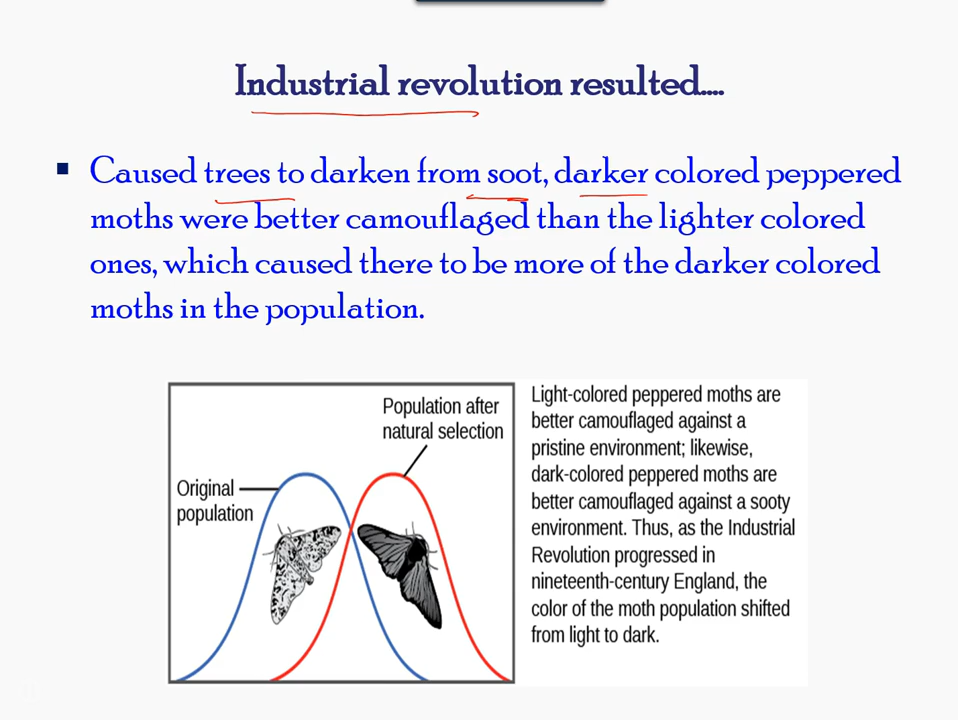 Industrial revolution resulted....
▪ Caused trees to darken from soot, darker colored peppered
moths were better camouflaged than the lighter colored
ones, which caused there to be more of the darker colored
moths in the population.
Population after
natural selection
Original
population
Light-colored peppered moths are
better camouflaged against a
pristine environment; likewise,
dark-colored peppered moths are
better camouflaged against a sooty
environment. Thus, as the Industrial
Revolution progressed in
nineteenth-century England, the
color of the moth population shifted
from light to dark.